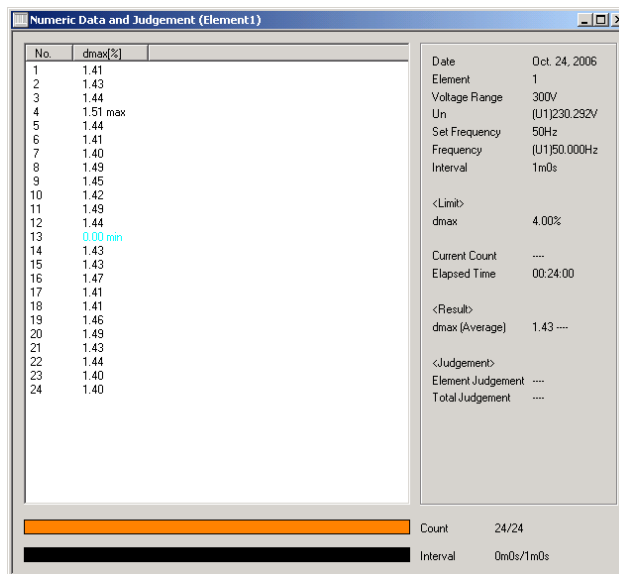 Numeric Data and Judgement (Element1)
No. dmax[%]
1 1.41
2 1.43
3 1.44
4 1.51 max
5 1.44
6 1.41
7 1.40
8 1.49
9 1.45
10 1.42
11 1.49
12 1.44
13 0.00 min
14 1.43
15 1.43
16 1.47
17 1.41
18 1.41
19 1.46
20 1.49
21 1.43
22 1.44
23 1.40
24 1.40
Date Oct. 24, 2006
Element 1
Voltage Range 300V
Un (U1)230.292V
Set Frequency 50Hz
Frequency (U1)50.000Hz
Interval 1m0s
<Limit>
dmax 4.00%
Current Count ----
Elapsed Time 00:24:00
<Result>
dmax (Average) 1.43 ----
<Judgement>
Element Judgement ----
Total Judgement ----
Count 24/24
Interval 0m0s/1m0s